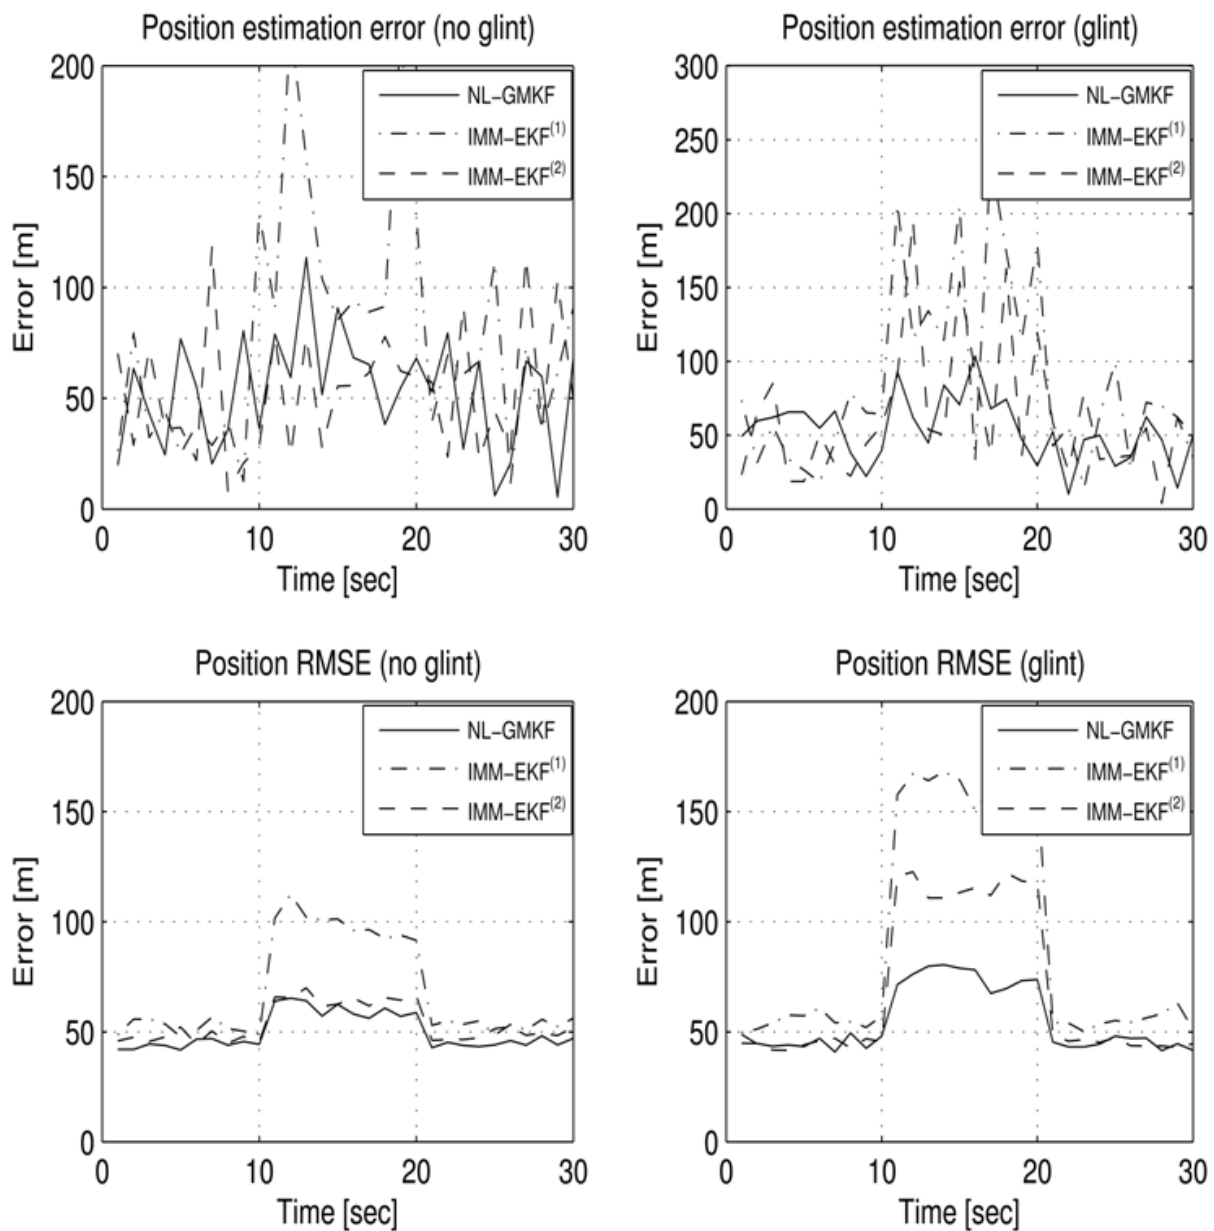 Position estimation error (no glint)
200
150
100
50
0
Error [m]
NL-GMKF
IMM-EKF(1)
IMM-EKF(2)
0 10 20 30
Time [sec]
Position estimation error (glint)
300
250
200
150
100
50
0
Error [m]
NL-GMKF
IMM-EKF(1)
IMM-EKF(2)
0 10 20 30
Time [sec]
Position RMSE (no glint)
200
150
100
50
0
Error [m]
NL-GMKF
IMM-EKF(1)
IMM-EKF(2)
0 10 20 30
Time [sec]
Position RMSE (glint)
200
150
100
50
0
Error [m]
NL-GMKF
IMM-EKF(1)
IMM-EKF(2)
0 10 20 30
Time [sec]